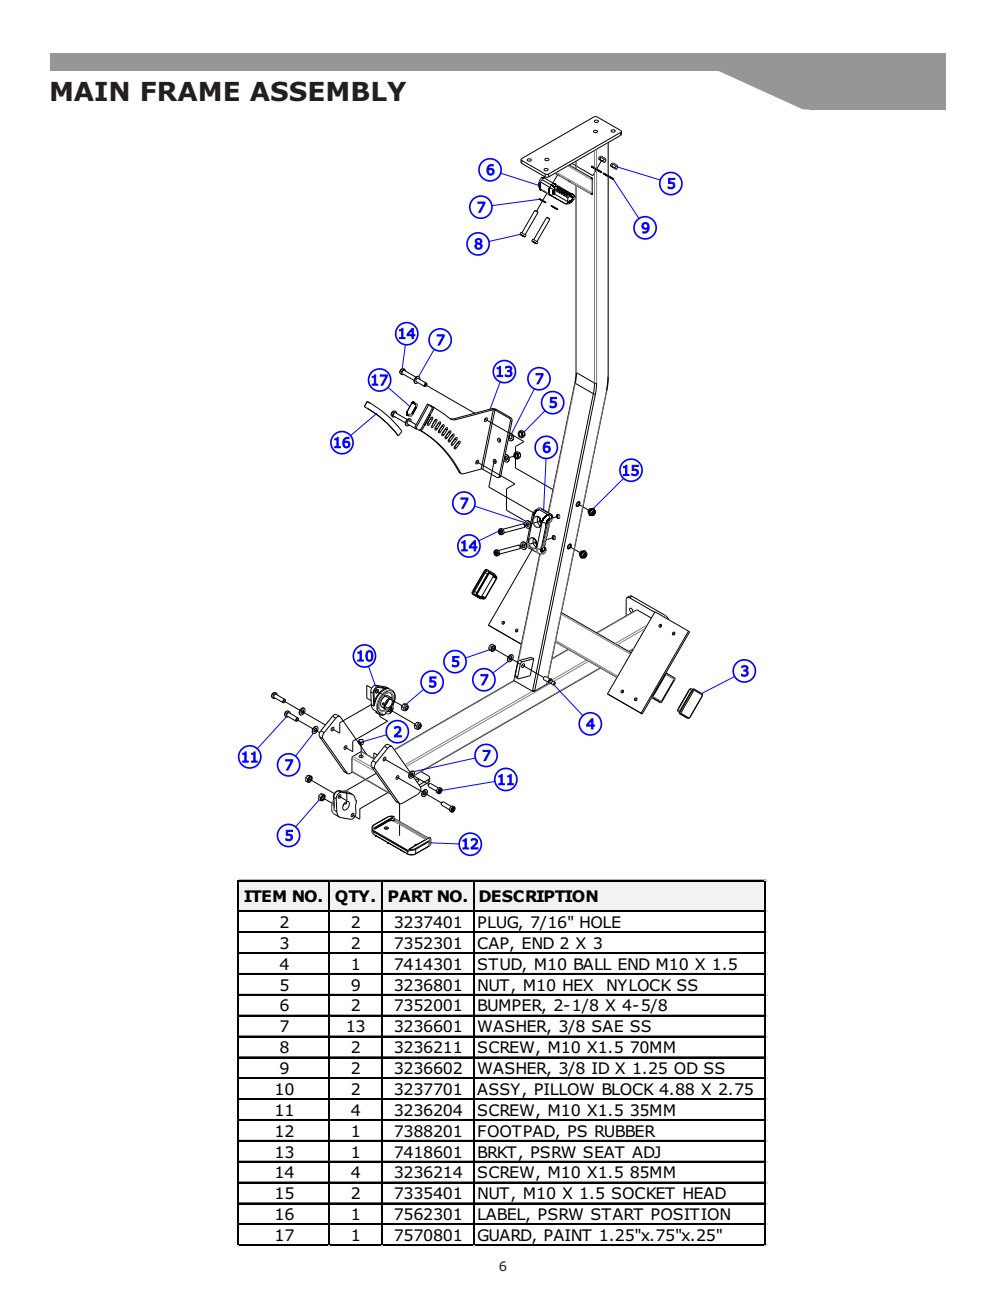 MAIN FRAME ASSEMBLY
6
5
7
9
8
14
7
17
13
7
5
16
6
15
7
14
10
5
5
7
3
4
2
11
7
7
11
5
12
ITEM NO. QTY. PART NO. DESCRIPTION
2 2 3237401 PLUG, 7/16" HOLE
3 2 7352301 CAP, END 2 X 3
4 1 7414301 STUD, M10 BALL END M10 X 1.5
5 9 3236801 NUT, M10 HEX NYLOCK SS
6 2 7352001 BUMPER, 2-1/8 X 4-5/8
7 13 3236601 WASHER, 3/8 SAE SS
8 2 3236211 SCREW, M10 X1.5 70MM
9 2 3236602 WASHER, 3/8 ID X 1.25 OD SS
10 2 3237701 ASSY, PILLOW BLOCK 4.88 X 2.75
11 4 3236204 SCREW, M10 X1.5 35MM
12 1 7388201 FOOTPAD, PS RUBBER
13 1 7418601 BRKT, PSRW SEAT ADJ
14 4 3236214 SCREW, M10 X1.5 85MM
15 2 7335401 NUT, M10 X 1.5 SOCKET HEAD
16 1 7562301 LABEL, PSRW START POSITION
17 1 7570801 GUARD, PAINT 1.25"x.75"x.25"
6